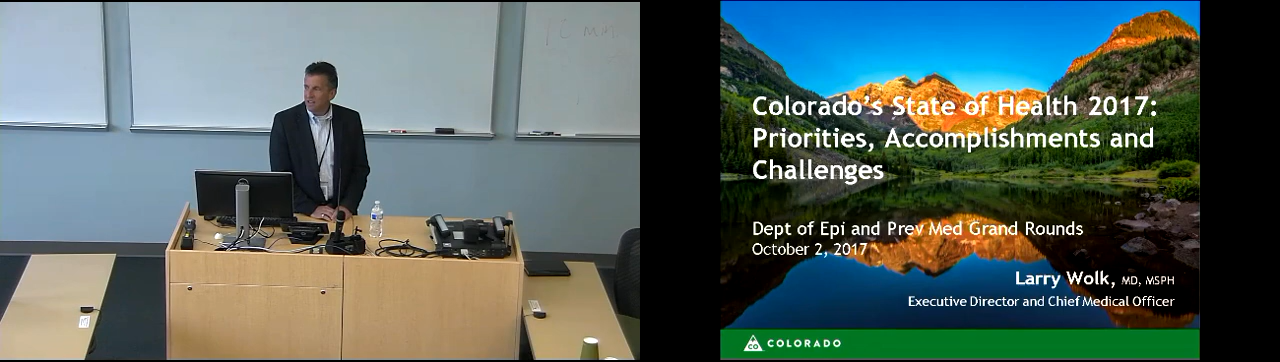 Colorado's State of Health 2017:
Priorities, Accomplishments and
Challenges
Dept of Epi and Prev Med Grand Rounds
October 2, 2017
Larry Wolk, MD, MSPH
Executive Director and Chief Medical Officer
CO
COLORADO